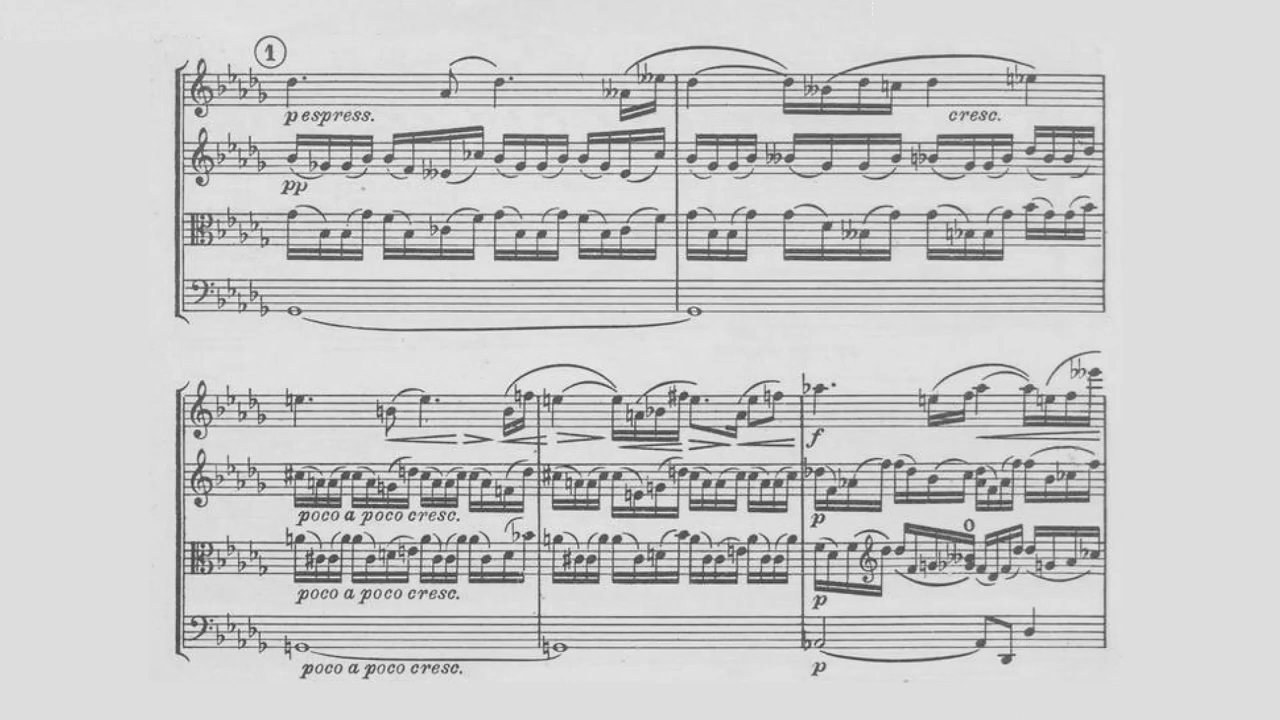 1
p espress.
cresc.
pp
poco a poco cresc.
poco a poco cresc.
poco a poco cresc.
f
p
p
o
p